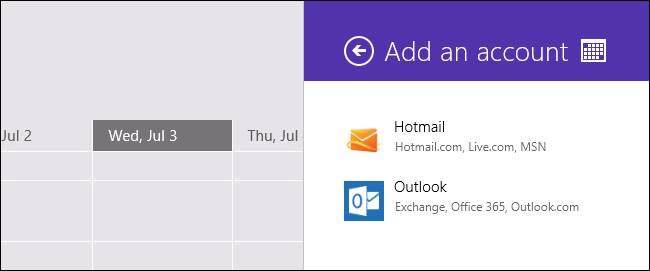 Add an account
Jul 2
Wed, Jul 3
Thu, Jul
Hotmail
Hotmail.com, Live.com, MSN
Outlook
Exchange, Office 365, Outlook.com